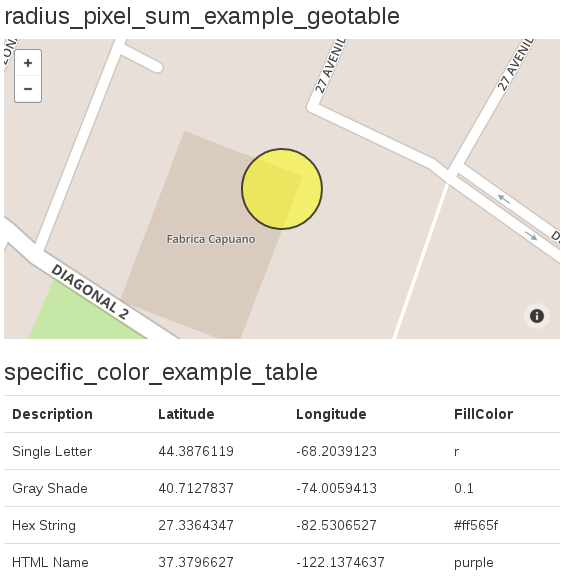 radius_pixel_sum_example_geotable
+
−
27 AVENIL
27 AVENIL
Fabrica Capuano
DIAGONAL 2
D
i
specific_color_example_table
Description Latitude Longitude FillColor
Single Letter 44.3876119 -68.2039123 r
Gray Shade 40.7127837 -74.0059413 0.1
Hex String 27.3364347 -82.5306527 #ff565f
HTML Name 37.3796627 -122.1374637 purple